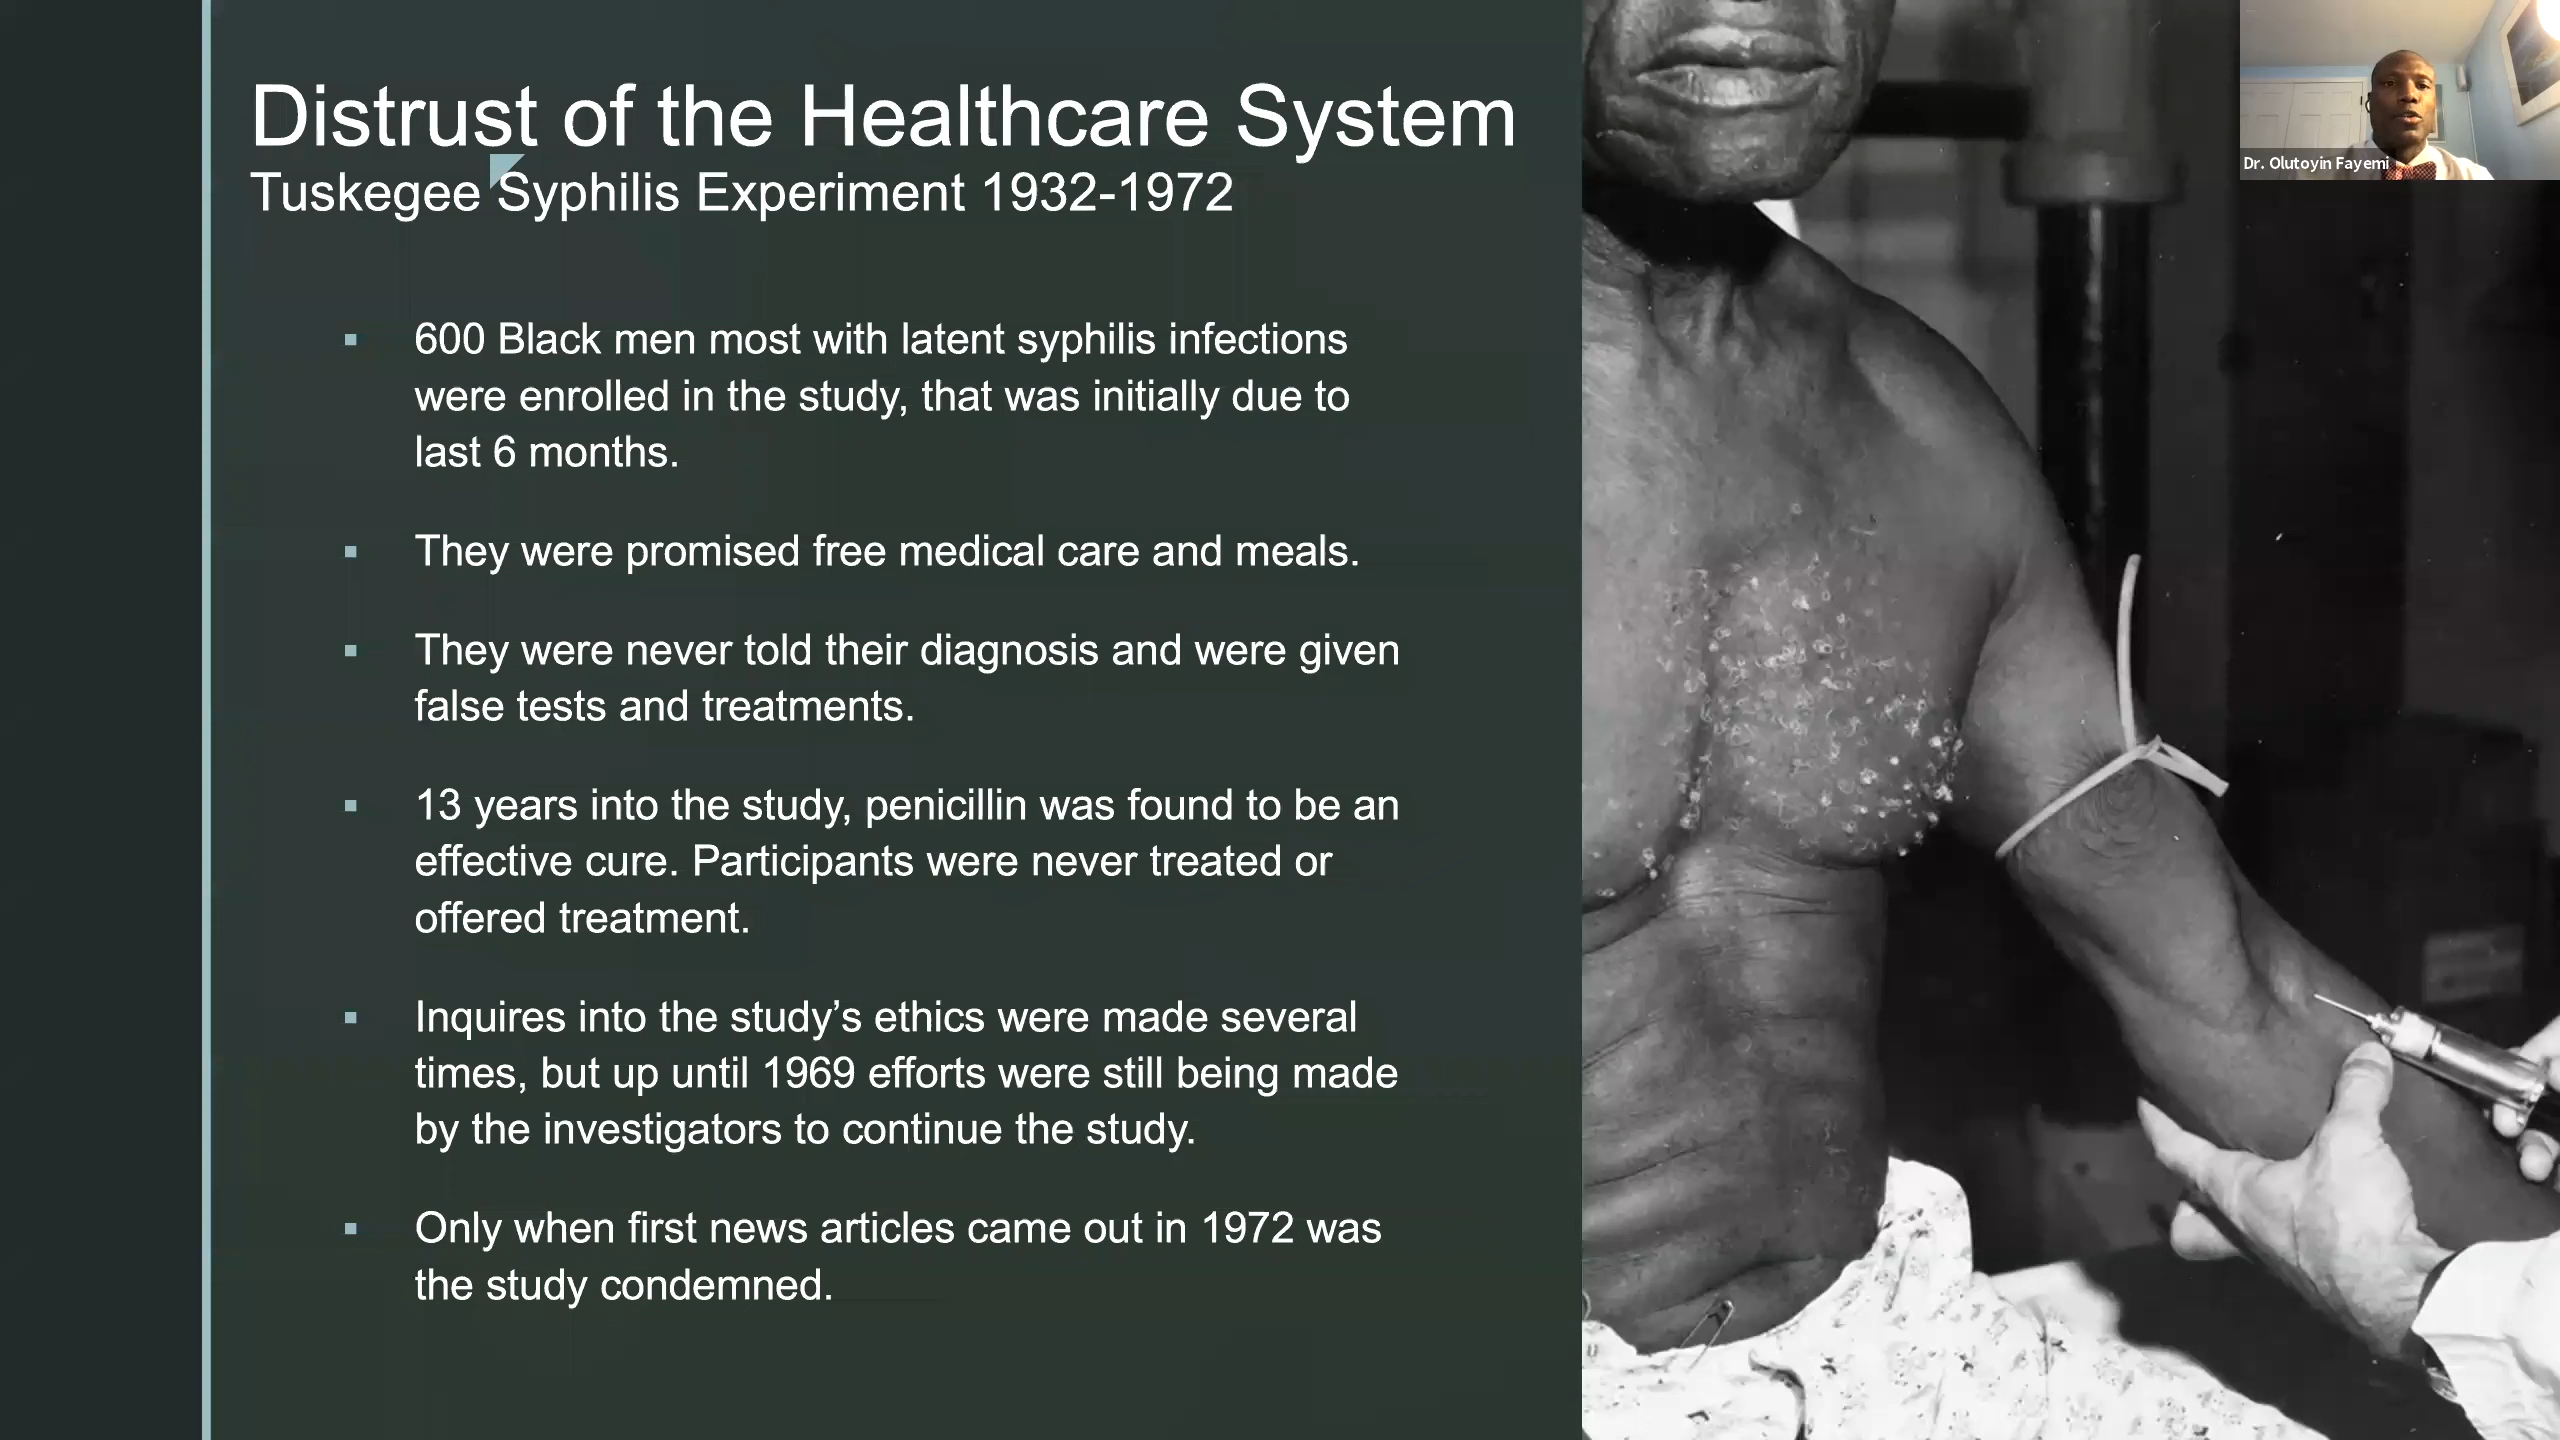 Distrust of the Healthcare System
Tuskegee Syphilis Experiment 1932-1972
▪ 600 Black men most with latent syphilis infections
were enrolled in the study, that was initially due to
last 6 months.
▪ They were promised free medical care and meals.
▪ They were never told their diagnosis and were given
false tests and treatments.
▪ 13 years into the study, penicillin was found to be an
effective cure. Participants were never treated or
offered treatment.
▪ Inquires into the study’s ethics were made several
times, but up until 1969 efforts were still being made
by the investigators to continue the study.
▪ Only when first news articles came out in 1972 was
the study condemned.
Dr. Olutoyin Fayemi